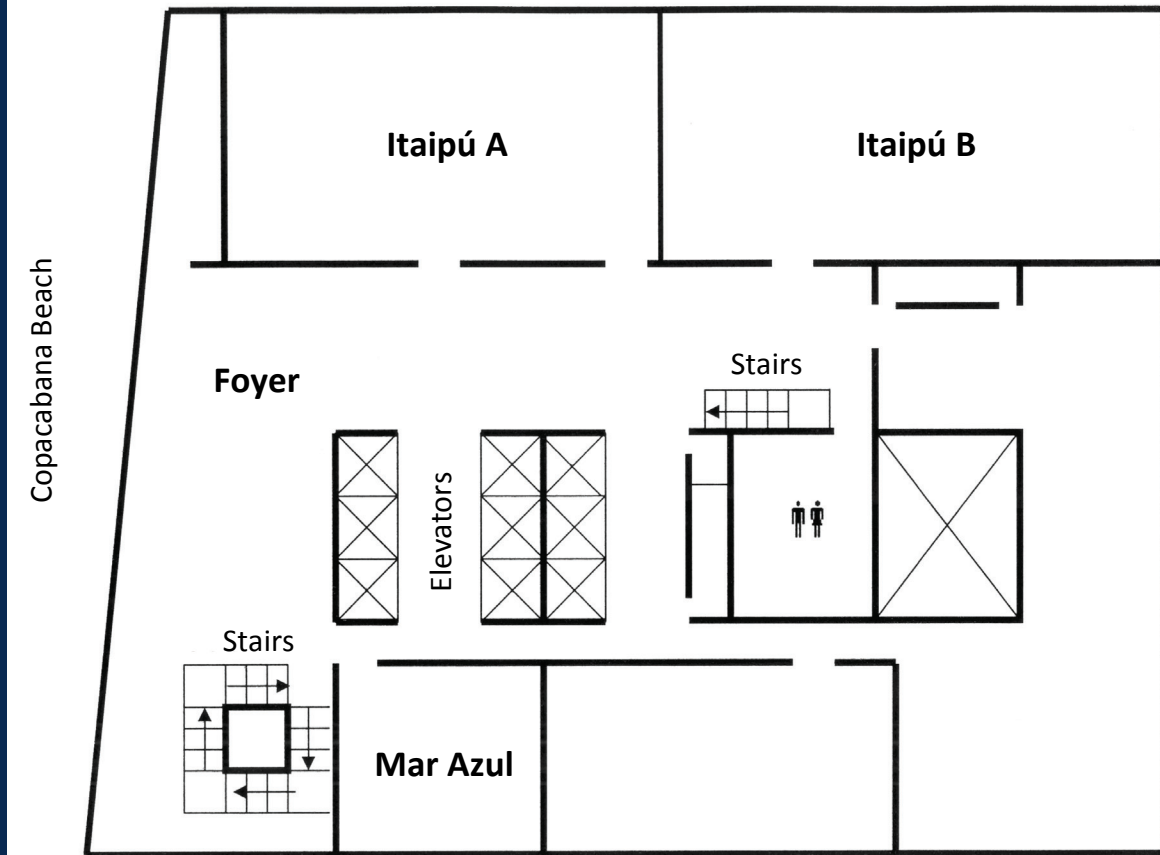 Itaipú A
Itaipú B
Copacabana Beach
Foyer
Stairs
Elevators
Stairs
Mar Azul